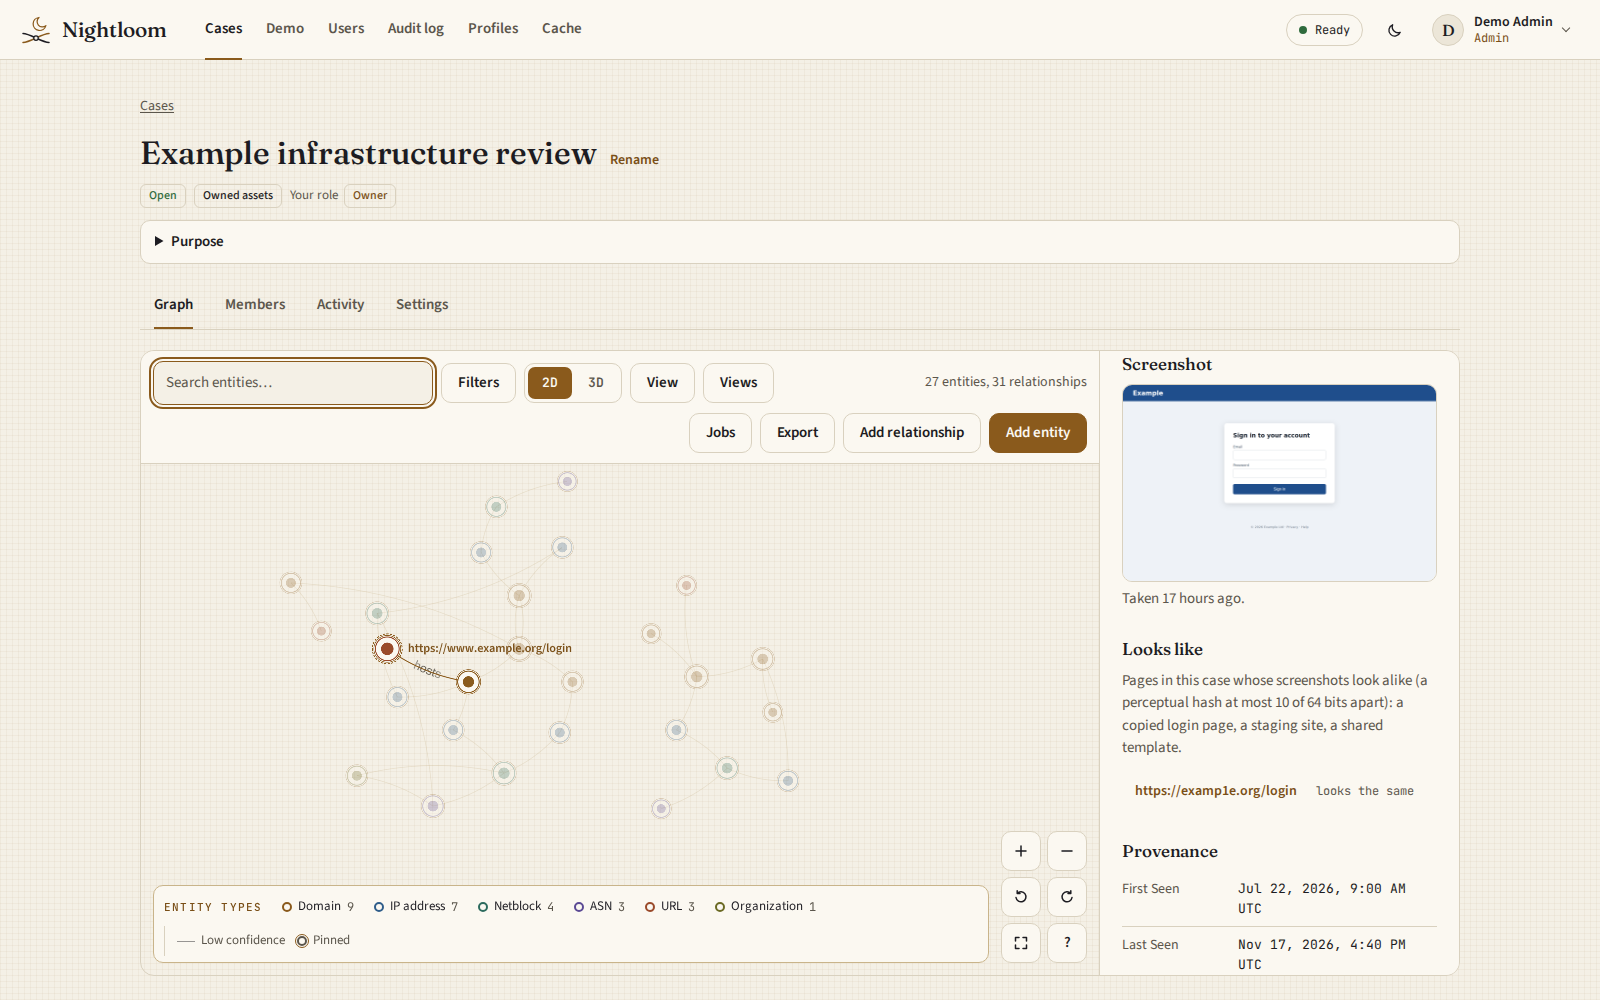 Nightloom
Cases
Demo
Users
Audit log
Profiles
Cache
Ready
D
Demo Admin
Admin
Cases
Example infrastructure review
Rename
Open
Owned assets
Your role
Owner
Purpose
Graph
Members
Activity
Settings
Search entities…
Filters
2D
3D
View
Views
27 entities, 31 relationships
Jobs
Export
Add relationship
Add entity
https://www.example.org/login
hosts
ENTITY TYPES
Domain 9
IP address 7
Netblock 4
ASN 3
URL 3
Organization 1
Low confidence
Pinned
?
Screenshot
Example
Sign in to your account
Email
Password
Sign in
Taken 17 hours ago.
Looks like
Pages in this case whose screenshots look alike (a
perceptual hash at most 10 of 64 bits apart): a
copied login page, a staging site, a shared
template.
https://examp1e.org/login
looks the same
Provenance
First Seen
Jul 22, 2026, 9:00 AM
UTC
Last Seen
Nov 17, 2026, 4:40 PM
UTC